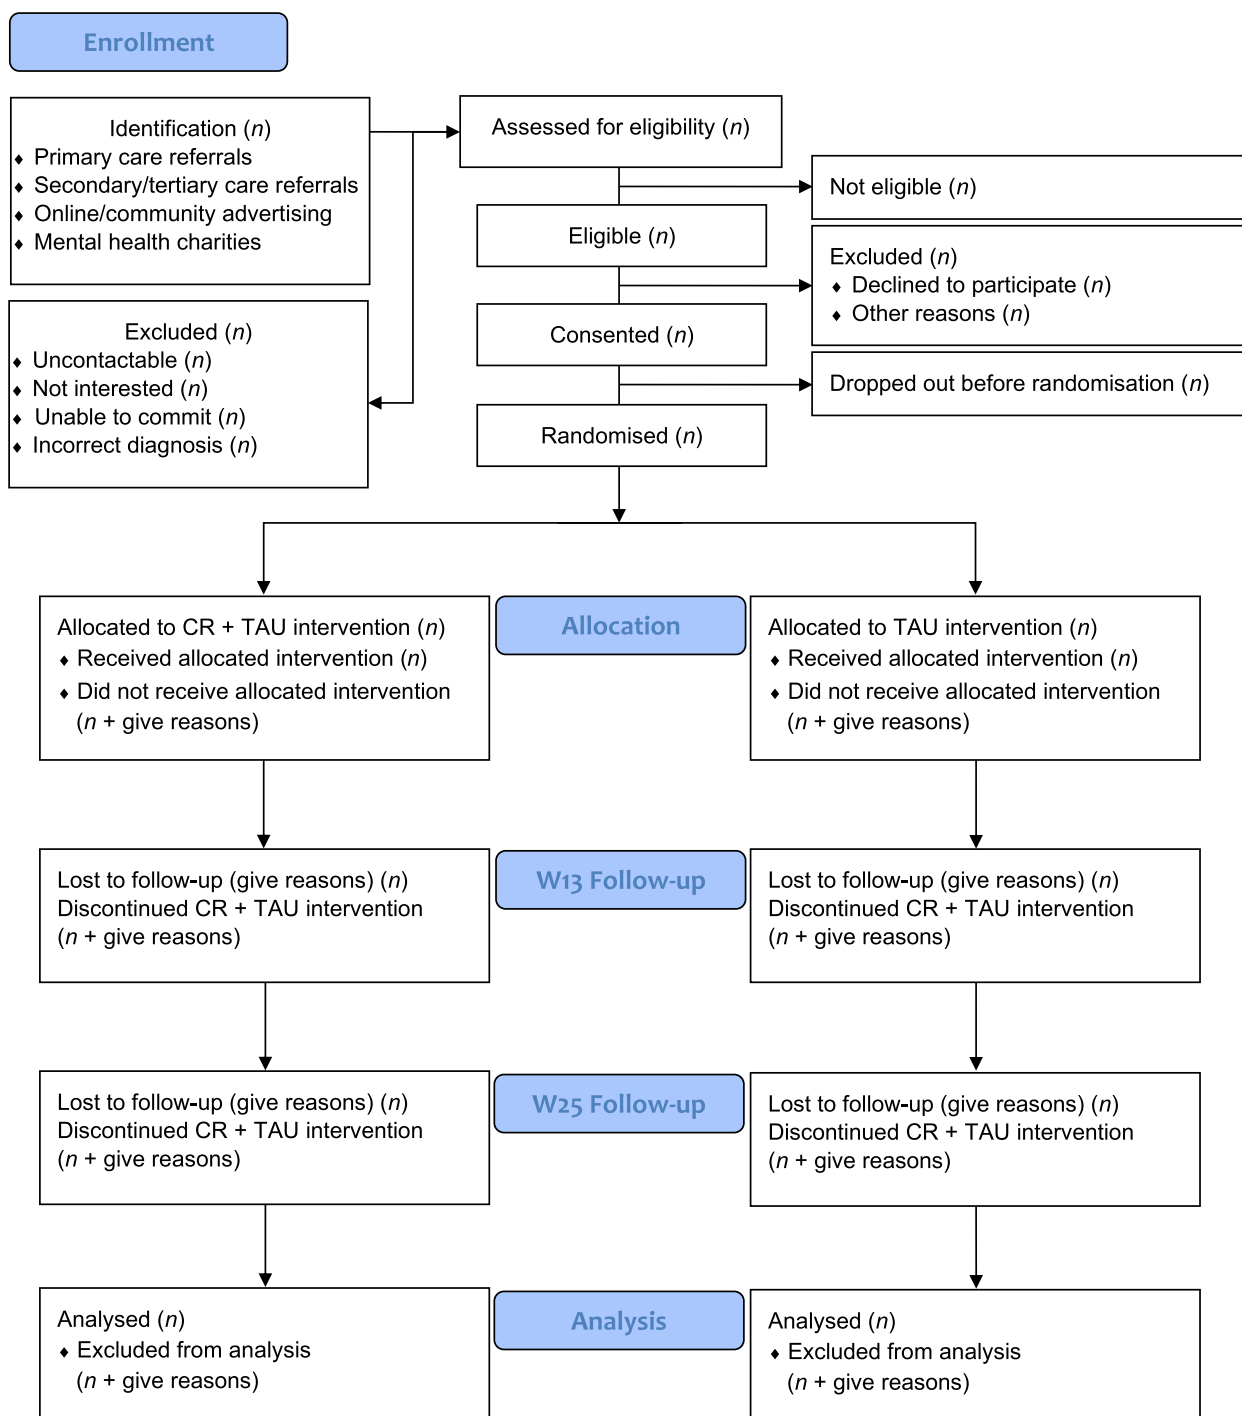 Enrollment
Identification (n)
♦ Primary care referrals
♦ Secondary/tertiary care referrals
♦ Online/community advertising
♦ Mental health charities
Assessed for eligibility (n)
Not eligible (n)
Eligible (n)
Excluded (n)
♦ Declined to participate (n)
♦ Other reasons (n)
Excluded (n)
♦ Uncontactable (n)
♦ Not interested (n)
♦ Unable to commit (n)
♦ Incorrect diagnosis (n)
Consented (n)
Dropped out before randomisation (n)
Randomised (n)
Allocation
Allocated to CR + TAU intervention (n)
♦ Received allocated intervention (n)
♦ Did not receive allocated intervention
(n + give reasons)
Allocated to TAU intervention (n)
♦ Received allocated intervention (n)
♦ Did not receive allocated intervention
(n + give reasons)
W13 Follow-up
Lost to follow-up (give reasons) (n)
Discontinued CR + TAU intervention
(n + give reasons)
Lost to follow-up (give reasons) (n)
Discontinued CR + TAU intervention
(n + give reasons)
W25 Follow-up
Lost to follow-up (give reasons) (n)
Discontinued CR + TAU intervention
(n + give reasons)
Lost to follow-up (give reasons) (n)
Discontinued CR + TAU intervention
(n + give reasons)
Analysis
Analysed (n)
♦ Excluded from analysis
(n + give reasons)
Analysed (n)
♦ Excluded from analysis
(n + give reasons)